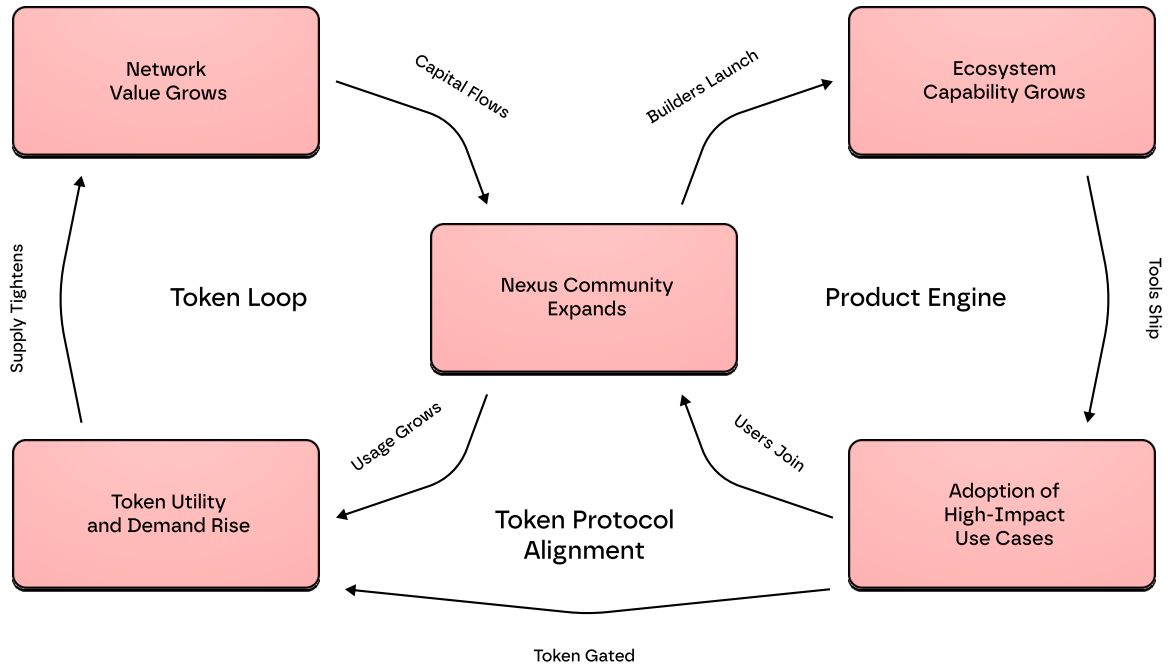 Network
Value Grows
Capital Flows
Builders Launch
Ecosystem
Capability Grows
Supply Tightens
Token Loop
Nexus Community
Expands
Product Engine
Tools Ship
Usage Grows
Users Join
Token Utility
and Demand Rise
Token Protocol
Alignment
Adoption of
High-Impact
Use Cases
Token Gated